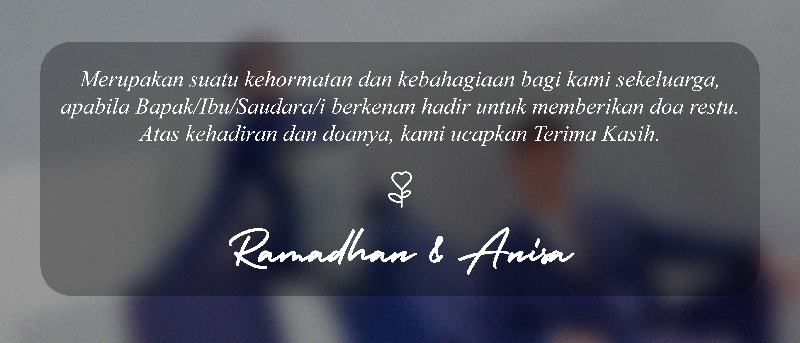 Merupakan suatu kehormatan dan kebahagiaan bagi kami sekeluarga,
apabila Bapak/Ibu/Saudara/i berkenan hadir untuk memberikan doa restu.
Atas kehadiran dan doanya, kami ucapkan Terima Kasih.
Ramadhan & Anisa